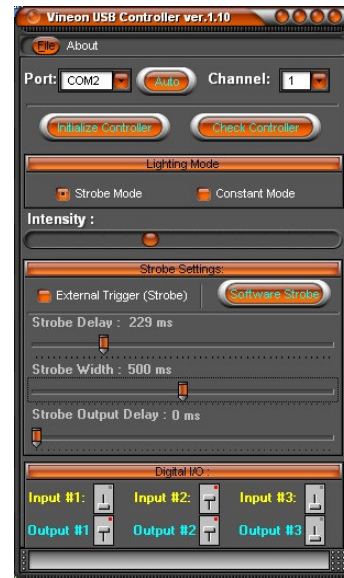 Vineon USB Controller ver.1.10
File About
Port: COM2 Auto Channel: 1
Initialize Controller Check Controller
Lighting Mode
Strobe Mode Constant Mode
Intensity :
Strobe Settings:
External Trigger (Strobe) Software Strobe
Strobe Delay : 229 ms
Strobe Width : 500 ms
Strobe Output Delay : 0 ms
Digital I/O :
Input #1: Input #2: Input #3:
Output #1 Output #2 Output #3